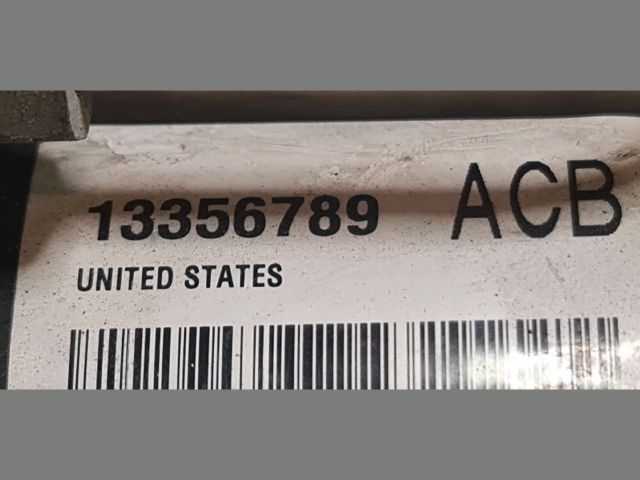 13356789 ACB
UNITED STATES